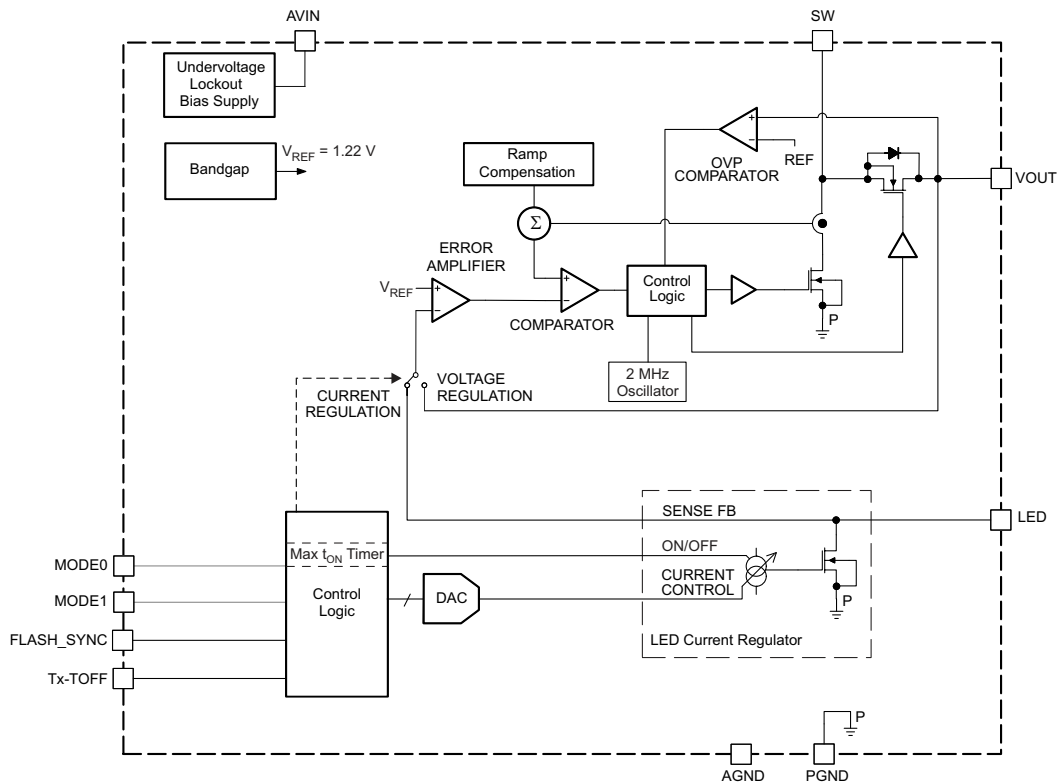 AVIN
SW
Undervoltage
Lockout
Bias Supply
Bandgap
V_REF = 1.22 V
Ramp
Compensation
Σ
+
−
REF
OVP
COMPARATOR
VOUT
ERROR
AMPLIFIER
V_REF
+
−
+
−
COMPARATOR
Control
Logic
P
2 MHz
Oscillator
CURRENT
REGULATION
VOLTAGE
REGULATION
SENSE FB
LED
ON/OFF
CURRENT
CONTROL
P
LED Current Regulator
Max t_ON Timer
Control
Logic
DAC
MODE0
MODE1
FLASH_SYNC
Tx-TOFF
P
AGND
PGND